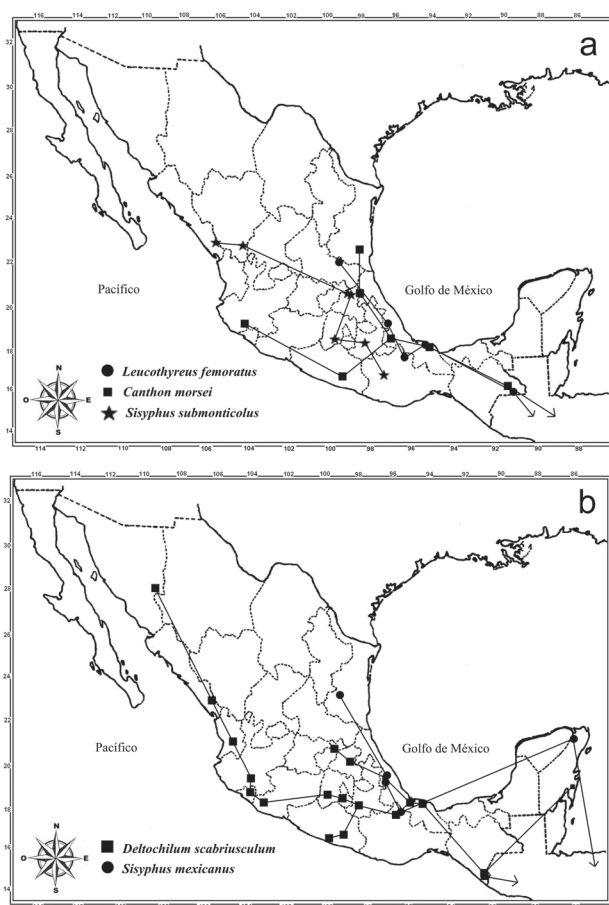 116 114 112 110 108 106 104 102 100 98 96 94 92 90 88 86
a
32
30
28
26
24
22
20
18
16
14
Pacífico
Golfo de México
N
O E
S
Leucothyreus femoratus
Canthon morsei
Sisyphus submonticolus
116 114 112 110 108 106 104 102 100 98 96 94 92 90 88 86
116 114 112 110 108 106 104 102 100 98 96 94 92 90 88 86
b
32
30
28
26
24
22
20
18
16
14
Pacífico
Golfo de México
N
O E
S
Deltochilum scabriusculum
Sisyphus mexicanus